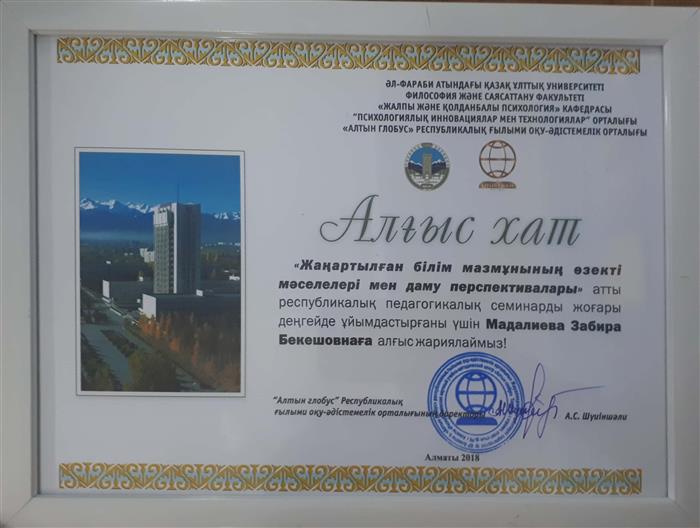 ӘЛ-ФАРАБИ АТЫНДАҒЫ ҚАЗАҚ ҰЛТТЫҚ УНИВЕРСИТЕТІ
ФИЛОСОФИЯ ЖӘНЕ САЯСАТТАНУ ФАКУЛЬТЕТІ
«ЖАЛПЫ ЖӘНЕ ҚОЛДАНБАЛЫ ПСИХОЛОГИЯ» КАФЕДРАСЫ
"ПСИХОЛОГИЯЛЫҚ ИННОВАЦИЯЛАР МЕН ТЕХНОЛОГИЯЛАР" ОРТАЛЫҒЫ
«АЛТЫН ГЛОБУС» РЕСПУБЛИКАЛЫҚ ҒЫЛЫМИ ОҚУ-ӘДІСТЕМЕЛІК ОРТАЛЫҒЫ
Алғыс хат
«Жаңартылған білім мазмұнының өзекті
мәселелері мен даму перспективалары» атты
республикалық педагогикалық семинарды жоғары
деңгейде ұйымдастырғаны үшін Мадалиева Забира
Бекешовнаға алғыс жариялаймыз!
"Алтын глобус" Республикалық
ғылыми оқу-әдістемелік орталығының директоры
А.С. Шүиіншәлі
Алматы 2018